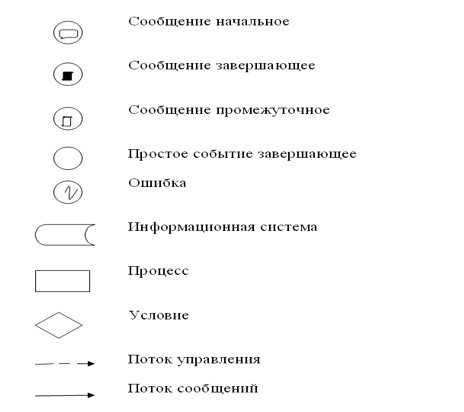 Сообщение начальное
Сообщение завершающее
Сообщение промежуточное
Простое событие завершающее
Ошибка
Информационная система
Процесс
Условие
Поток управления
Поток сообщений